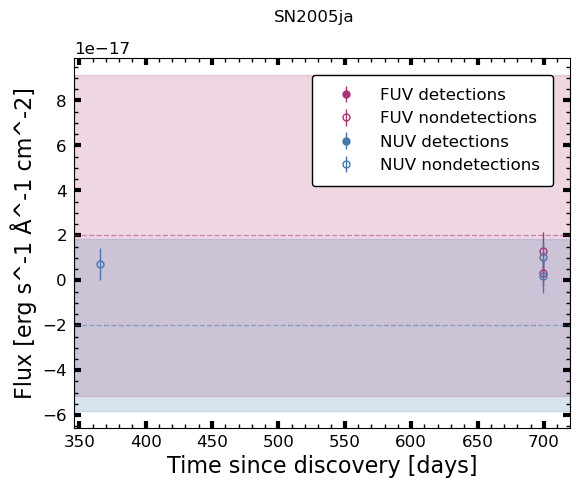 SN2005ja
1e−17
FUV detections
FUV nondetections
NUV detections
NUV nondetections
8
6
4
2
0
−2
−4
−6
Flux [erg s^-1 Å^-1 cm^-2]
350 400 450 500 550 600 650 700
Time since discovery [days]